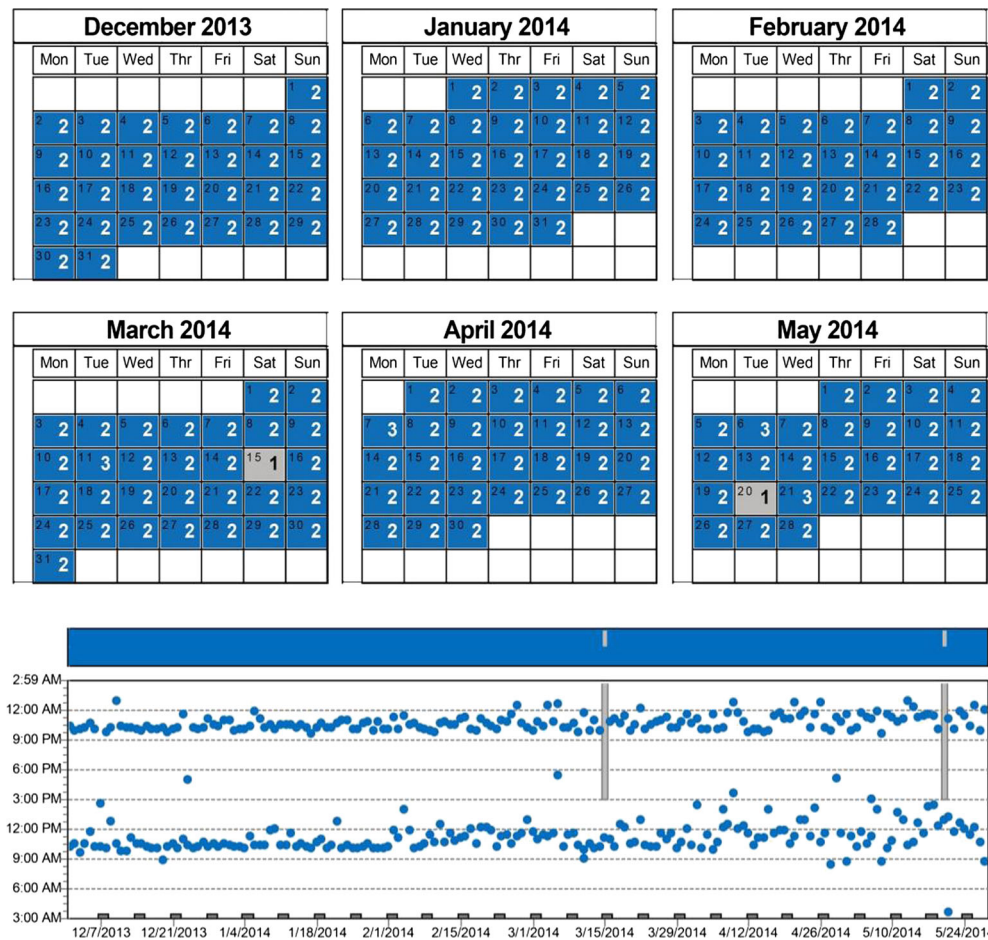 December 2013 January 2014 February 2014
Mon Tue Wed Thr Fri Sat Sun Mon Tue Wed Thr Fri Sat Sun Mon Tue Wed Thr Fri Sat Sun
1 2 1 2 2 2 3 2 4 2 5 2 1 2 2 2
2 2 3 2 4 2 5 2 6 2 7 2 8 2 6 2 7 2 8 2 9 2 10 2 11 2 12 2 3 2 4 2 5 2 6 2 7 2 8 2 9 2
9 2 10 2 11 2 12 2 13 2 14 2 15 2 13 2 14 2 15 2 16 2 17 2 18 2 19 2 10 2 11 2 12 2 13 2 14 2 15 2 16 2
16 2 17 2 18 2 19 2 20 2 21 2 22 2 20 2 21 2 22 2 23 2 24 2 25 2 26 2 17 2 18 2 19 2 20 2 21 2 22 2 23 2
23 2 24 2 25 2 26 2 27 2 28 2 29 2 27 2 28 2 29 2 30 2 31 2 24 2 25 2 26 2 27 2 28 2
30 2 31 2
March 2014 April 2014 May 2014
Mon Tue Wed Thr Fri Sat Sun Mon Tue Wed Thr Fri Sat Sun Mon Tue Wed Thr Fri Sat Sun
1 2 2 2 1 2 2 2 3 2 4 2 5 2 6 2 1 2 2 2 3 2 4 2
3 2 4 2 5 2 6 2 7 2 8 2 9 2 7 3 8 2 9 2 10 2 11 2 12 2 13 2 5 2 6 3 7 2 8 2 9 2 10 2 11 2
10 2 11 3 12 2 13 2 14 2 15 1 16 2 14 2 15 2 16 2 17 2 18 2 19 2 20 2 12 2 13 2 14 2 15 2 16 2 17 2 18 2
17 2 18 2 19 2 20 2 21 2 22 2 23 2 21 2 22 2 23 2 24 2 25 2 26 2 27 2 19 2 20 1 21 3 22 2 23 2 24 2 25 2
24 2 25 2 26 2 27 2 28 2 29 2 30 2 28 2 29 2 30 2 26 2 27 2 28 2
31 2
2:59 AM
12:00 AM
9:00 PM
6:00 PM
3:00 PM
12:00 PM
9:00 AM
6:00 AM
3:00 AM
12/7/2013 12/21/2013 1/4/2014 1/18/2014 2/1/2014 2/15/2014 3/1/2014 3/15/2014 3/29/2014 4/12/2014 4/26/2014 5/10/2014 5/24/2014